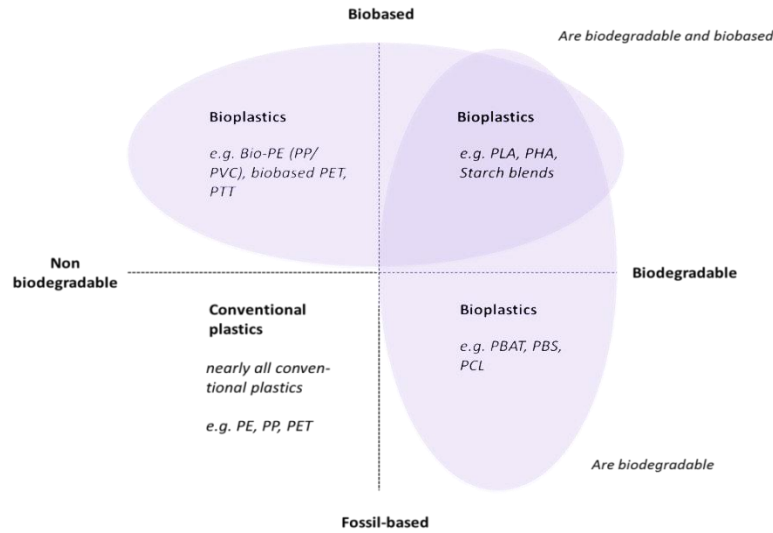 Biobased
Are biodegradable and biobased
Bioplastics
e.g. Bio-PE (PP/
PVC), biobased PET,
PTT
Bioplastics
e.g. PLA, PHA,
Starch blends
Non
biodegradable
Biodegradable
Conventional
plastics
nearly all conven-
tional plastics
e.g. PE, PP, PET
Bioplastics
e.g. PBAT, PBS,
PCL
Are biodegradable
Fossil-based